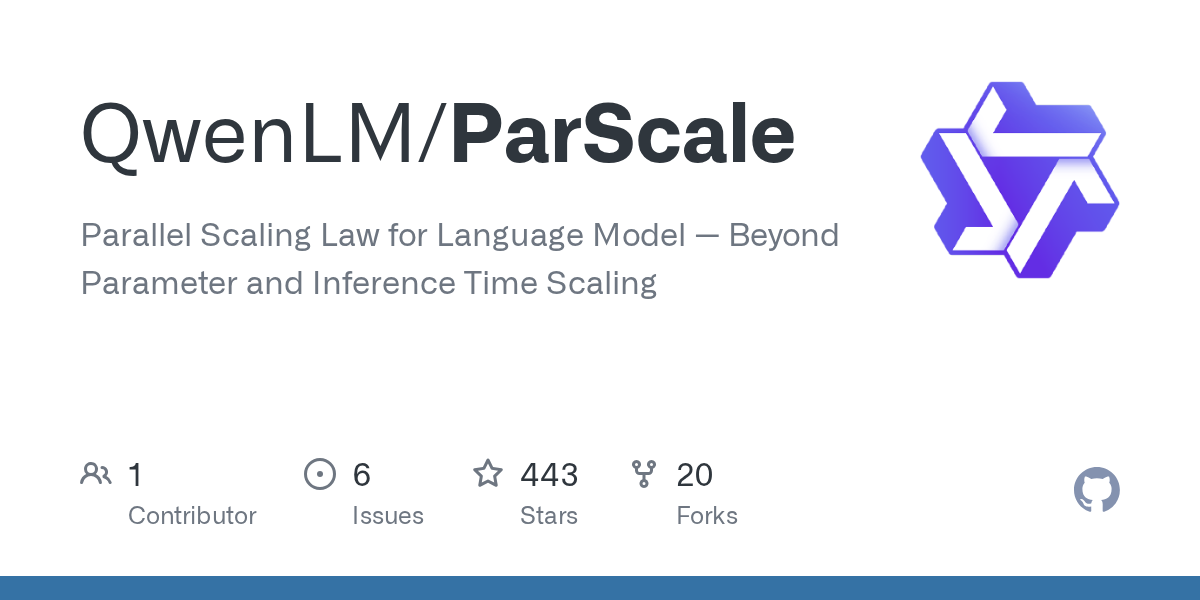 QwenLM/ParScale
Parallel Scaling Law for Language Model — Beyond
Parameter and Inference Time Scaling
1 6 443 20
Contributor Issues Stars Forks